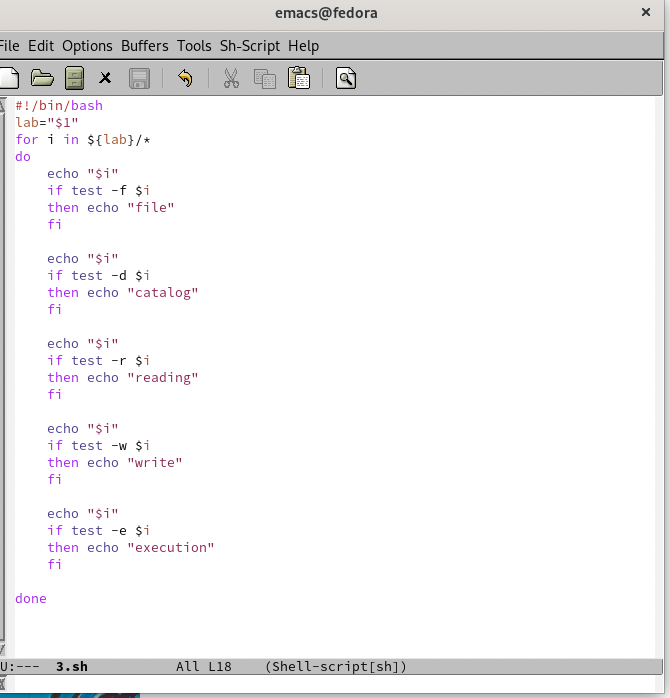 emacs@fedora
File Edit Options Buffers Tools Sh-Script Help
#!/bin/bash
lab="$1"
for i in ${lab}/*
do
    echo "$i"
    if test -f $i
    then echo "file"
    fi

    echo "$i"
    if test -d $i
    then echo "catalog"
    fi

    echo "$i"
    if test -r $i
    then echo "reading"
    fi

    echo "$i"
    if test -w $i
    then echo "write"
    fi

    echo "$i"
    if test -e $i
    then echo "execution"
    fi

done
U:--- 3.sh All L18 (Shell-script[sh])